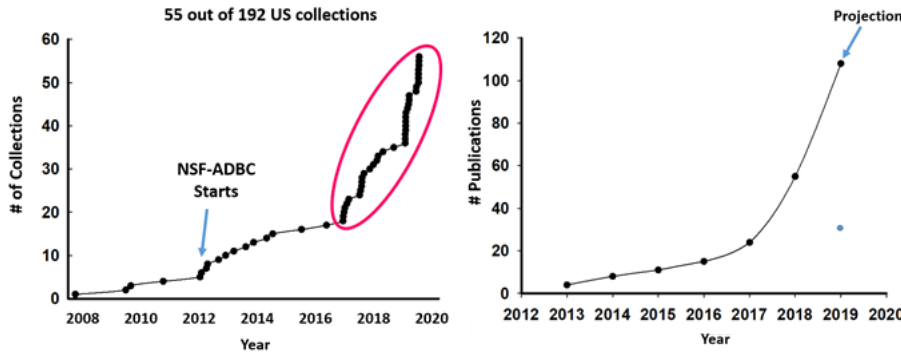 55 out of 192 US collections
# of Collections
60
50
40
30
20
10
0
NSF-ADBC
Starts
2008 2010 2012 2014 2016 2018 2020
Year
Projection
# Publications
120
100
80
60
40
20
0
2012 2013 2014 2015 2016 2017 2018 2019 2020
Year